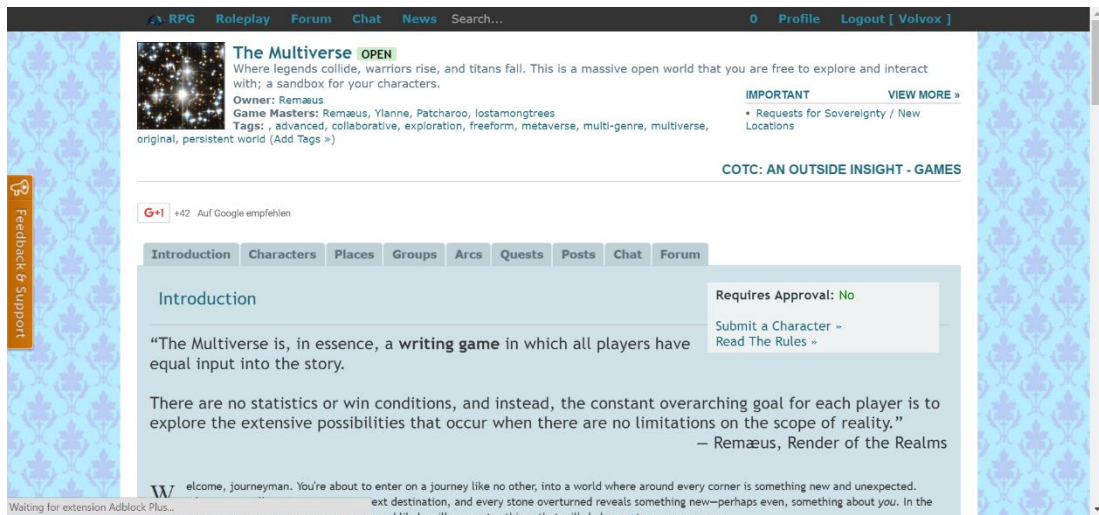 RPG Roleplay Forum Chat News Search... 0 Profile Logout [ Volvox ]
The Multiverse OPEN
Where legends collide, warriors rise, and titans fall. This is a massive open world that you are free to explore and interact
with; a sandbox for your characters.
Owner: Remæus
Game Masters: Remæus, Ylanne, Patcharoo, lostamongtrees
Tags: , advanced, collaborative, exploration, freeform, metaverse, multi-genre, multiverse,
original, persistent world (Add Tags »)
IMPORTANT VIEW MORE »
• Requests for Sovereignty / New
Locations
COTC: AN OUTSIDE INSIGHT - GAMES
Feedback & Support
G+1 +42 Auf Google empfehlen
Introduction Characters Places Groups Arcs Quests Posts Chat Forum
Introduction
Requires Approval: No
Submit a Character »
Read The Rules »
“The Multiverse is, in essence, a writing game in which all players have
equal input into the story.
There are no statistics or win conditions, and instead, the constant overarching goal for each player is to
explore the extensive possibilities that occur when there are no limitations on the scope of reality.”
— Remæus, Render of the Realms
Welcome, journeyman. You're about to enter on a journey like no other, into a world where around every corner is something new and unexpected.
ext destination, and every stone overturned reveals something new—perhaps even, something about you. In the
Waiting for extension Adblock Plus...